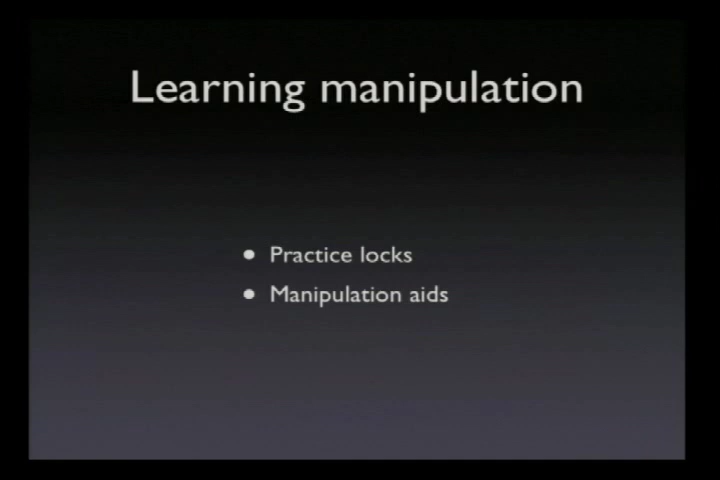 Learning manipulation
• Practice locks
• Manipulation aids